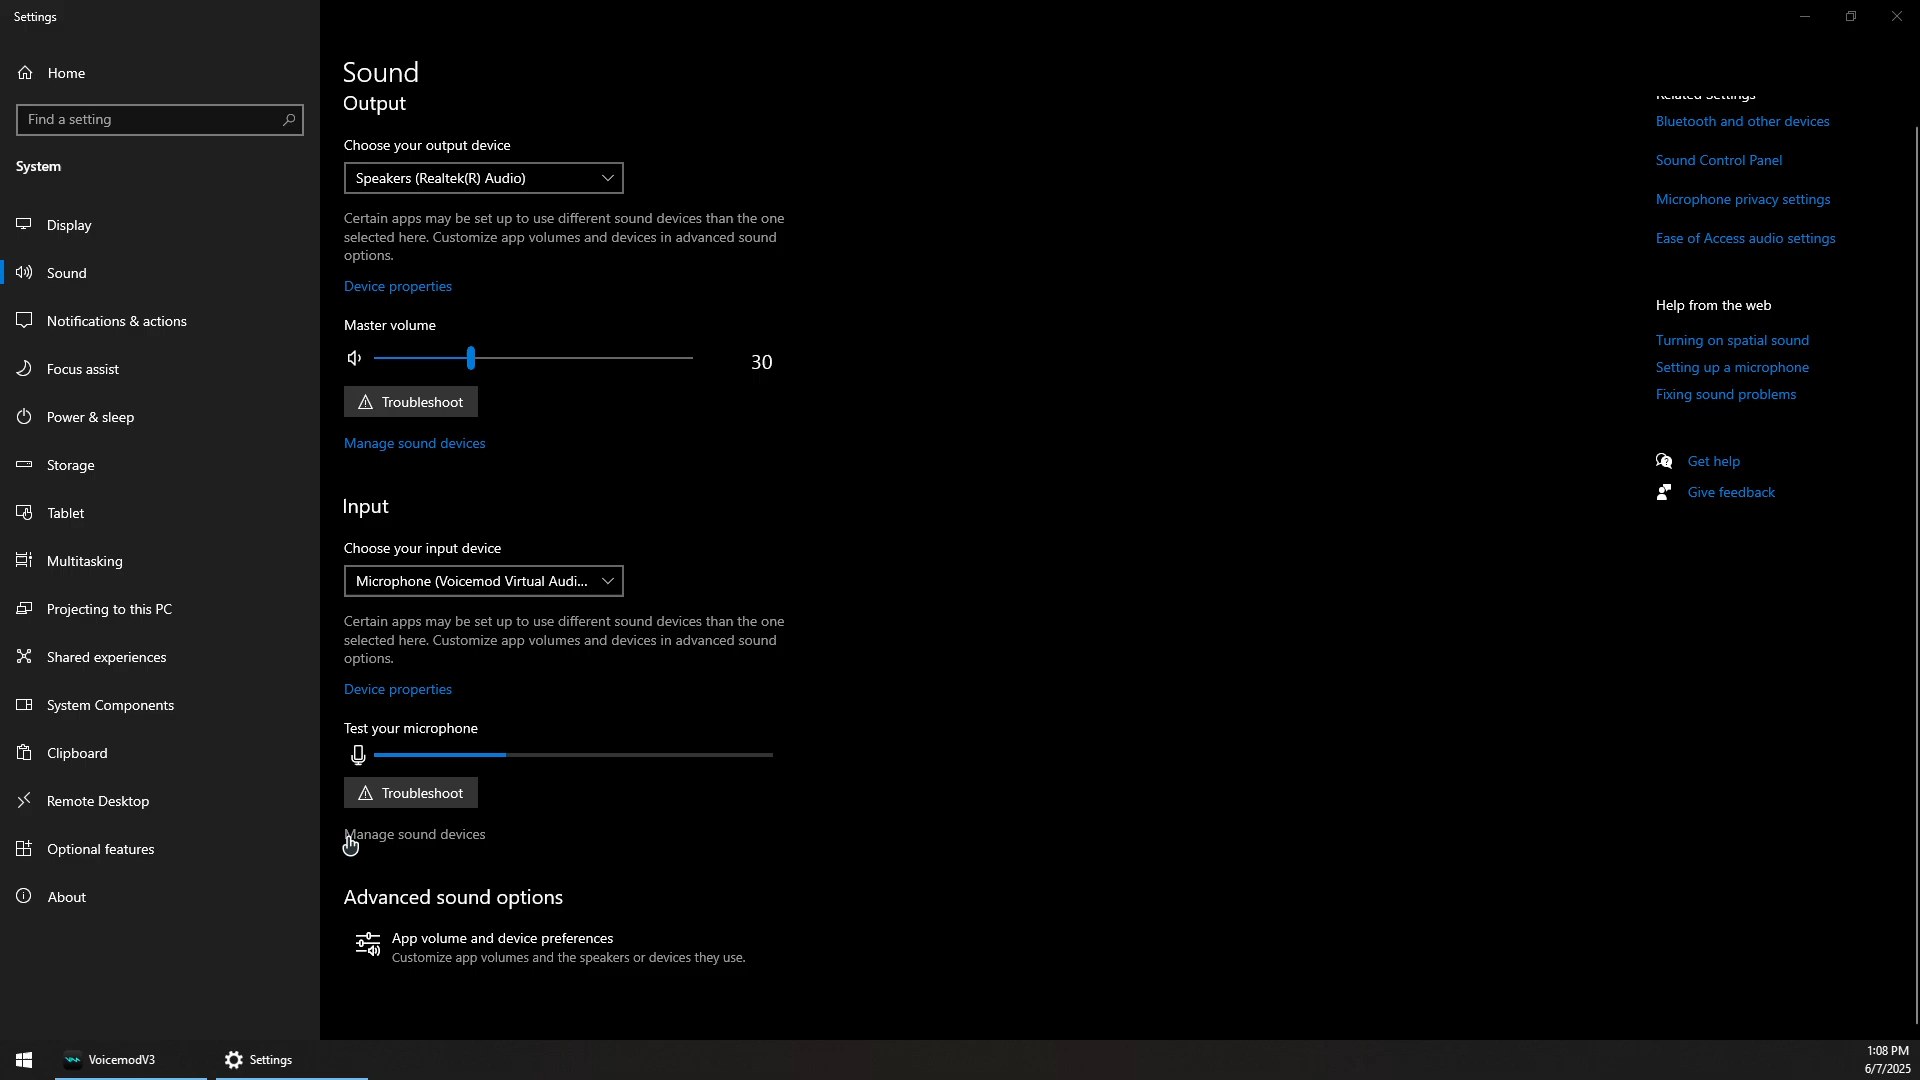 Settings
Home
Find a setting
System
Display
Sound
Notifications & actions
Focus assist
Power & sleep
Storage
Tablet
Multitasking
Projecting to this PC
Shared experiences
System Components
Clipboard
Remote Desktop
Optional features
About
Sound
Output
Choose your output device
Speakers (Realtek(R) Audio)
Certain apps may be set up to use different sound devices than the one
selected here. Customize app volumes and devices in advanced sound
options.
Device properties
Master volume
30
Troubleshoot
Manage sound devices
Input
Choose your input device
Microphone (Voicemod Virtual Audi...
Certain apps may be set up to use different sound devices than the one
selected here. Customize app volumes and devices in advanced sound
options.
Device properties
Test your microphone
Troubleshoot
Manage sound devices
Advanced sound options
App volume and device preferences
Customize app volumes and the speakers or devices they use.
Related Settings
Bluetooth and other devices
Sound Control Panel
Microphone privacy settings
Ease of Access audio settings
Help from the web
Turning on spatial sound
Setting up a microphone
Fixing sound problems
Get help
Give feedback
VoicemodV3
Settings
1:08 PM
6/7/2025